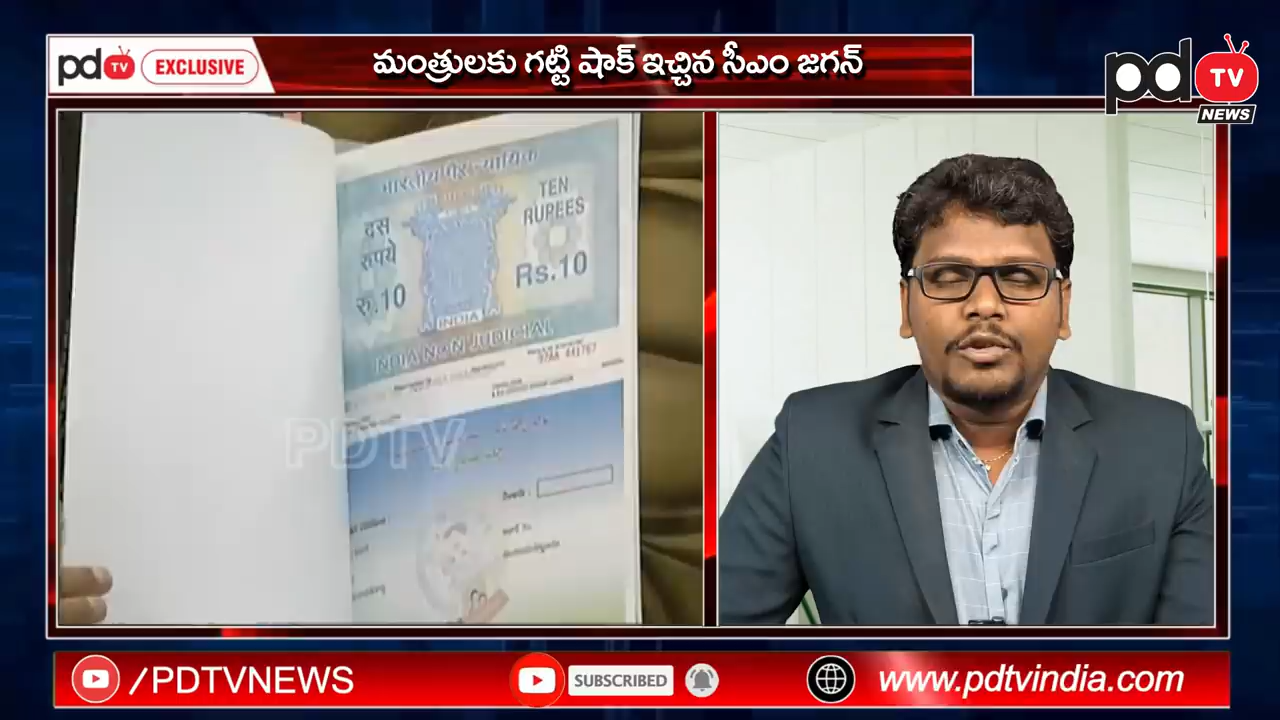 pd TV
EXCLUSIVE
మంత్రులకు గట్టి షాక్ ఇచ్చిన సీఎం జగన్
pd TV
NEWS
भारतीय गैर न्यायिक
दस
रुपये
रु.10
TEN
RUPEES
Rs.10
INDIA
INDIA NON JUDICIAL
PDTV
/PDTVNEWS
SUBSCRIBED
www.pdtvindia.com